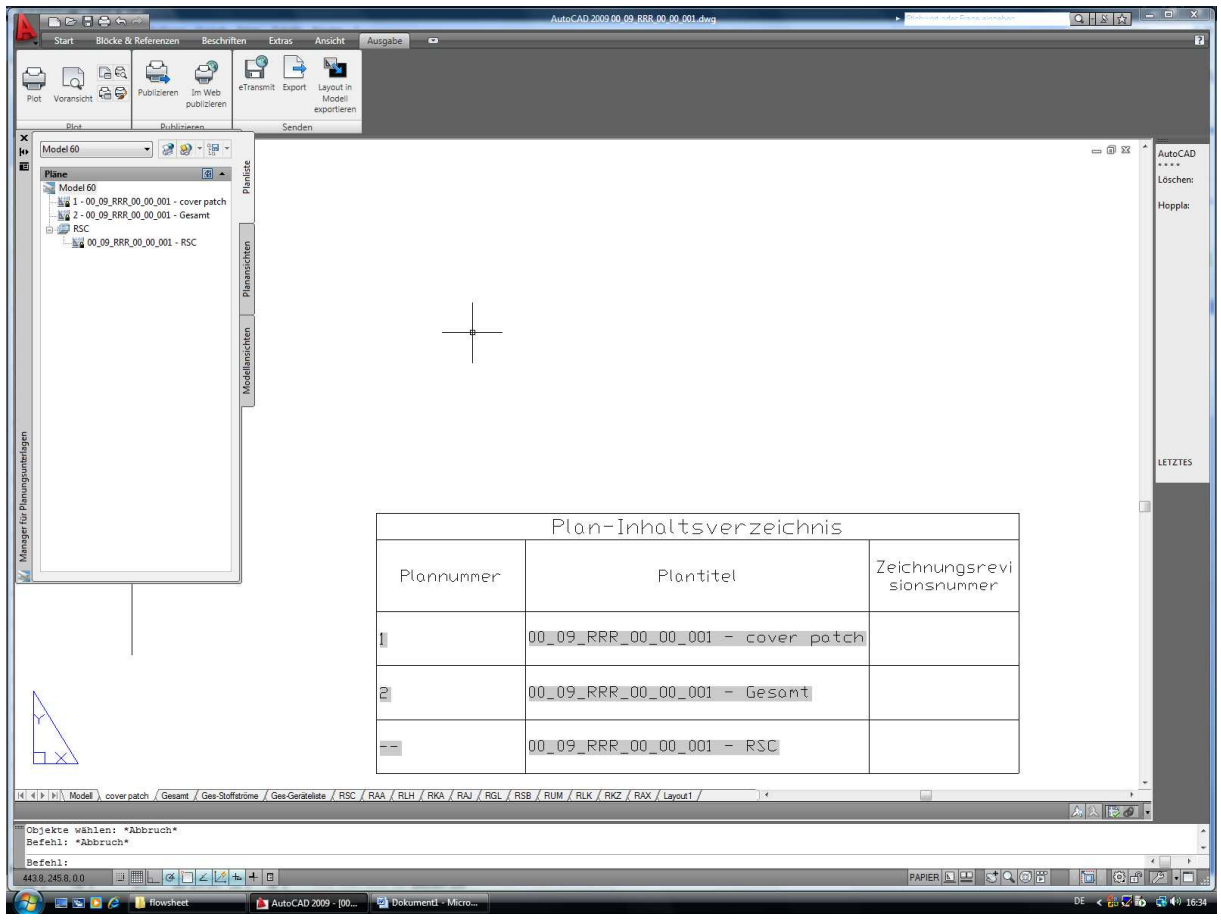 AutoCAD 2009 00_09_RRR_00_00_001.dwg
Start Blöcke & Referenzen Beschriften Extras Ansicht Ausgabe
Plot Voransicht Publizieren Im Web publizieren eTransmit Export Layout in Modell exportieren
Plot Publizieren Senden
Model 60
Pläne
Model 60
1 - 00_09_RRR_00_00_001 - cover patch
2 - 00_09_RRR_00_00_001 - Gesamt
RSC
00_09_RRR_00_00_001 - RSC
Planliste
Planansichten
Modellansichten
Manager für Planungsunterlagen
AutoCAD
* * * *
Löschen:
Hoppla:
LETZTES
Plan-Inhaltsverzeichnis
Plannummer Plantitel Zeichnungsrevi
sionsnummer
1 00_09_RRR_00_00_001 - cover patch
2 00_09_RRR_00_00_001 - Gesamt
-- 00_09_RRR_00_00_001 - RSC
Y
X
Modell cover patch Gesamt Ges-Stoffströme Ges-Geräteliste RSC RAA RLH RKA RAJ RGL RSB RUM RLK RKZ RAX Layout1
Objekte wählen: *Abbruch*
Befehl: *Abbruch*
Befehl:
443.8, 245.8, 0.0 PAPIER
flowsheet AutoCAD 2009 - [00... Dokument1 - Micro... DE 16:34